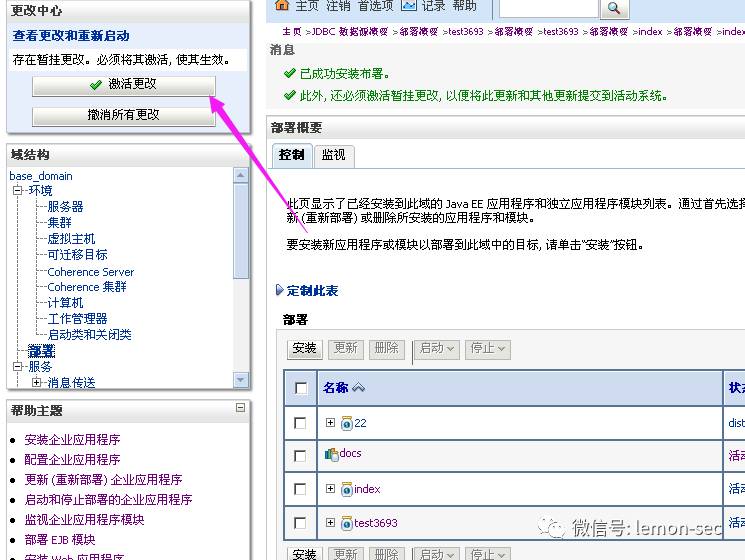 更改中心
查看更改和重新启动
存在暂挂更改。必须将其激活, 使其生效。
激活更改
撤消所有更改
域结构
base_domain
环境
服务器
集群
虚拟主机
可迁移目标
Coherence Server
Coherence 集群
计算机
工作管理器
启动类和关闭类
部署
服务
消息传送
帮助主题
安装企业应用程序
配置企业应用程序
更新 (重新部署) 企业应用程序
启动和停止部署的企业应用程序
监视企业应用程序的模块
部署 EJB 模块
安装 Web 应用程序
主页 注销 首选项 记录 帮助
主页 >JDBC 数据源概要 >部署概要 >test3693 >部署概要 >test3693 >部署概要 >index >部署概要 >index
消息
已成功安装布署。
此外, 还必须激活暂挂更改, 以便将此更新和其他更新提交到活动系统。
部署概要
控制 监视
此页显示了已经安装到此域的 Java EE 应用程序和独立应用程序模块列表。通过首先选
新 (重新部署) 或删除所安装的应用程序和模块。
要安装新应用程序或模块以部署到此域中的目标, 请单击“安装”按钮。
定制此表
部署
安装 更新 删除 启动 停止
名称 状态
22 dist
docs 活动
index 活动
test3693 活动
安装 更新 删除 启动 停止
微信号: lemon-sec